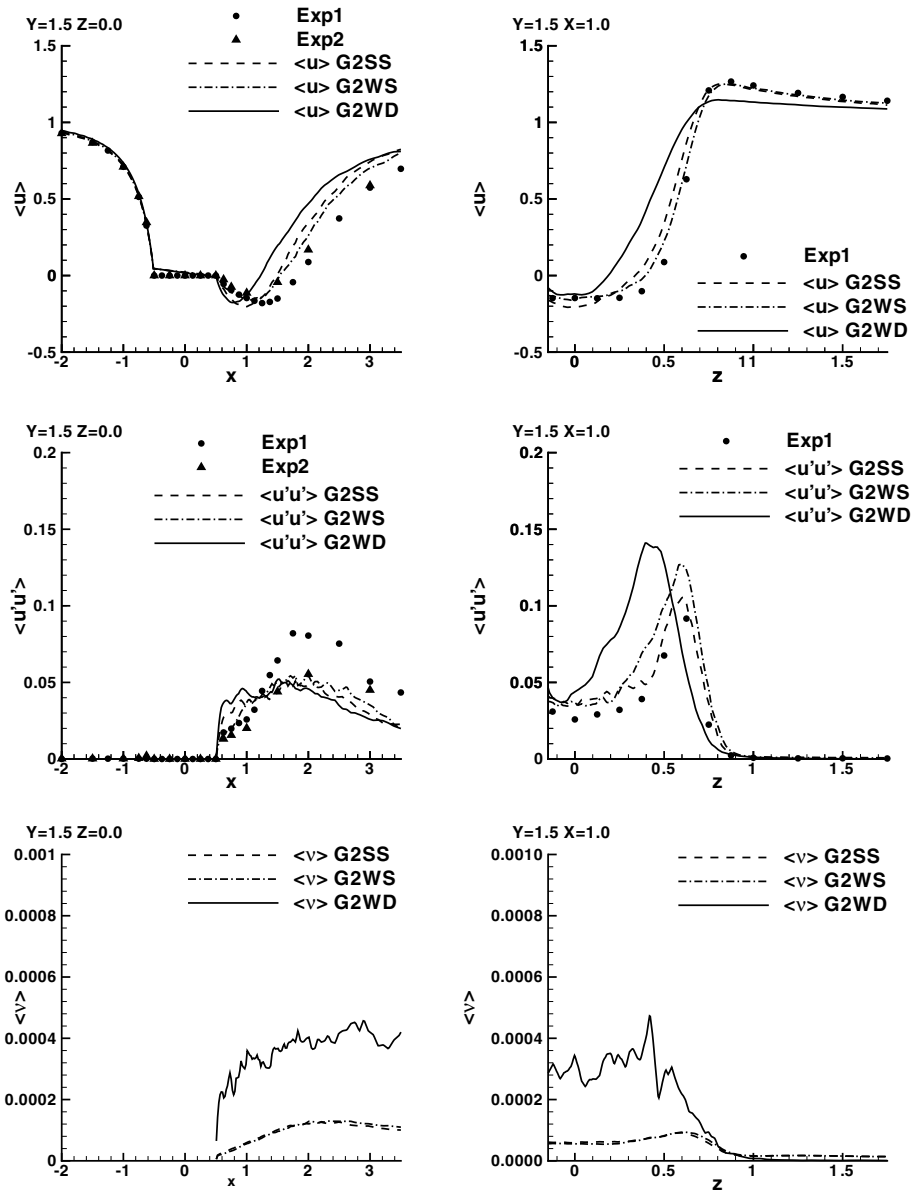 Y=1.5 Z=0.0
Exp1
Exp2
<u> G2SS
<u> G2WS
<u> G2WD
1.5
1
0.5
0
-0.5
<u>
-2 -1 0 1 2 3
x
Y=1.5 X=1.0
1.5
1
0.5
0
-0.5
<u>
Exp1
<u> G2SS
<u> G2WS
<u> G2WD
0 0.5 11 1.5
z
Y=1.5 Z=0.0
Exp1
Exp2
<u'u'> G2SS
<u'u'> G2WS
<u'u'> G2WD
0.2
0.15
0.1
0.05
0
<u'u'>
-2 -1 0 1 2 3
x
Y=1.5 X=1.0
Exp1
<u'u'> G2SS
<u'u'> G2WS
<u'u'> G2WD
0.2
0.15
0.1
0.05
0
<u'u'>
0 0.5 1 1.5
z
Y=1.5 Z=0.0
<ν> G2SS
<ν> G2WS
<ν> G2WD
0.001
0.0008
0.0006
0.0004
0.0002
0
<ν>
-2 -1 0 1 2 3
x
Y=1.5 X=1.0
<ν> G2SS
<ν> G2WS
<ν> G2WD
0.0010
0.0008
0.0006
0.0004
0.0002
0.0000
<ν>
0 0.5 1 1.5
z